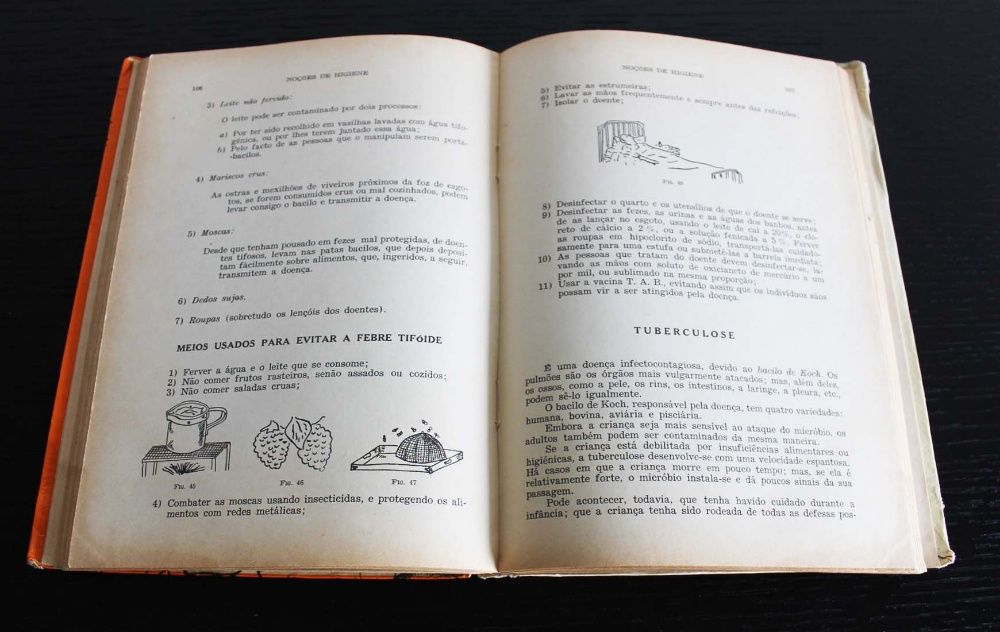 106
NOÇÕES DE HIGIENE
3) Leite não fervido:
O leite pode ser contaminado por dois processos:
a) Por ter sido recolhido em vasilhas lavadas com água tifo-
génica, ou por lhes terem juntado essa água;
b) Pelo facto de as pessoas que o manipulam serem porta-
-bacilos.
4) Mariscos crus:
As ostras e mexilhões de viveiros próximos da foz de esgo-
tos, se forem consumidos crus ou mal cozinhados, podem
levar consigo o bacilo e transmitir a doença.
5) Moscas:
Desde que tenham pousado em fezes mal protegidas, de doen-
tes tifosos, levam nas patas bacilos, que depois deposi-
tam fàcilmente sobre alimentos, que, ingeridos, a seguir,
transmitem a doença.
6) Dedos sujos.
7) Roupas (sobretudo os lençóis dos doentes).
MEIOS USADOS PARA EVITAR A FEBRE TIFÓIDE
1) Ferver a água e o leite que se consome;
2) Não comer frutos rasteiros, senão assados ou cozidos;
3) Não comer saladas cruas;
FIG. 45
FIG. 46
FIG. 47
4) Combater as moscas usando insecticidas, e protegendo os ali-
mentos com redes metálicas;
NOÇÕES DE HIGIENE
107
5) Evitar as estrumeiras;
6) Lavar as mãos frequentemente e sempre antes das refeições;
7) Isolar o doente;
FIG. 48
8) Desinfectar o quarto e os utensílios de que o doente se serve;
9) Desinfectar as fezes, as urinas e as águas dos banhos, antes
de as lançar no esgoto, usando o leite de cal a 20%, o clo-
reto de cálcio a 2 %, ou a solução fenicada a 5 %. Ferver
as roupas em hipoclorito de sódio, transportá-las cuidado-
samente para uma estufa ou submetê-las a barrela imediata;
10) As pessoas que tratam do doente devem desinfectar-se, la-
vando as mãos com soluto de oxicianeto de mercúrio a um
por mil, ou sublimado na mesma proporção;
11) Usar a vacina T. A. B., evitando assim que os indivíduos sãos
possam vir a ser atingidos pela doença.
TUBERCULOSE
É uma doença infectocontagiosa, devido ao bacilo de Koch. Os
pulmões são os órgãos mais vulgarmente atacados; mas, além deles,
os ossos, como a pele, os rins, os intestinos, a laringe, a pleura, etc.,
podem sê-lo igualmente.
O bacilo de Koch, responsável pela doença, tem quatro variedades:
humana, bovina, aviária e pisciária.
Embora a criança seja mais sensível ao ataque do micróbio, os
adultos também podem ser contaminados da mesma maneira.
Se a criança está debilitada por insuficiências alimentares ou
higiénicas, a tuberculose desenvolve-se com uma velocidade espantosa.
Há casos em que a criança morre em pouco tempo; mas, se ela é
relativamente forte, o micróbio instala-se e dá poucos sinais da sua
passagem.
Pode acontecer, todavia, que tenha havido cuidado durante a
infância; que a criança tenha sido rodeada de todas as defesas pos-